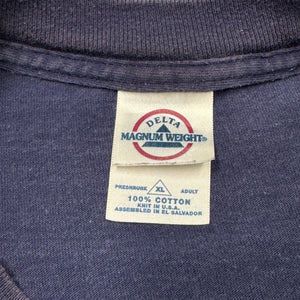 DELTA
MAGNUM WEIGHT®
PRESHRUNK XL ADULT
100% COTTON
KNIT IN U.S.A.
ASSEMBLED IN EL SALVADOR